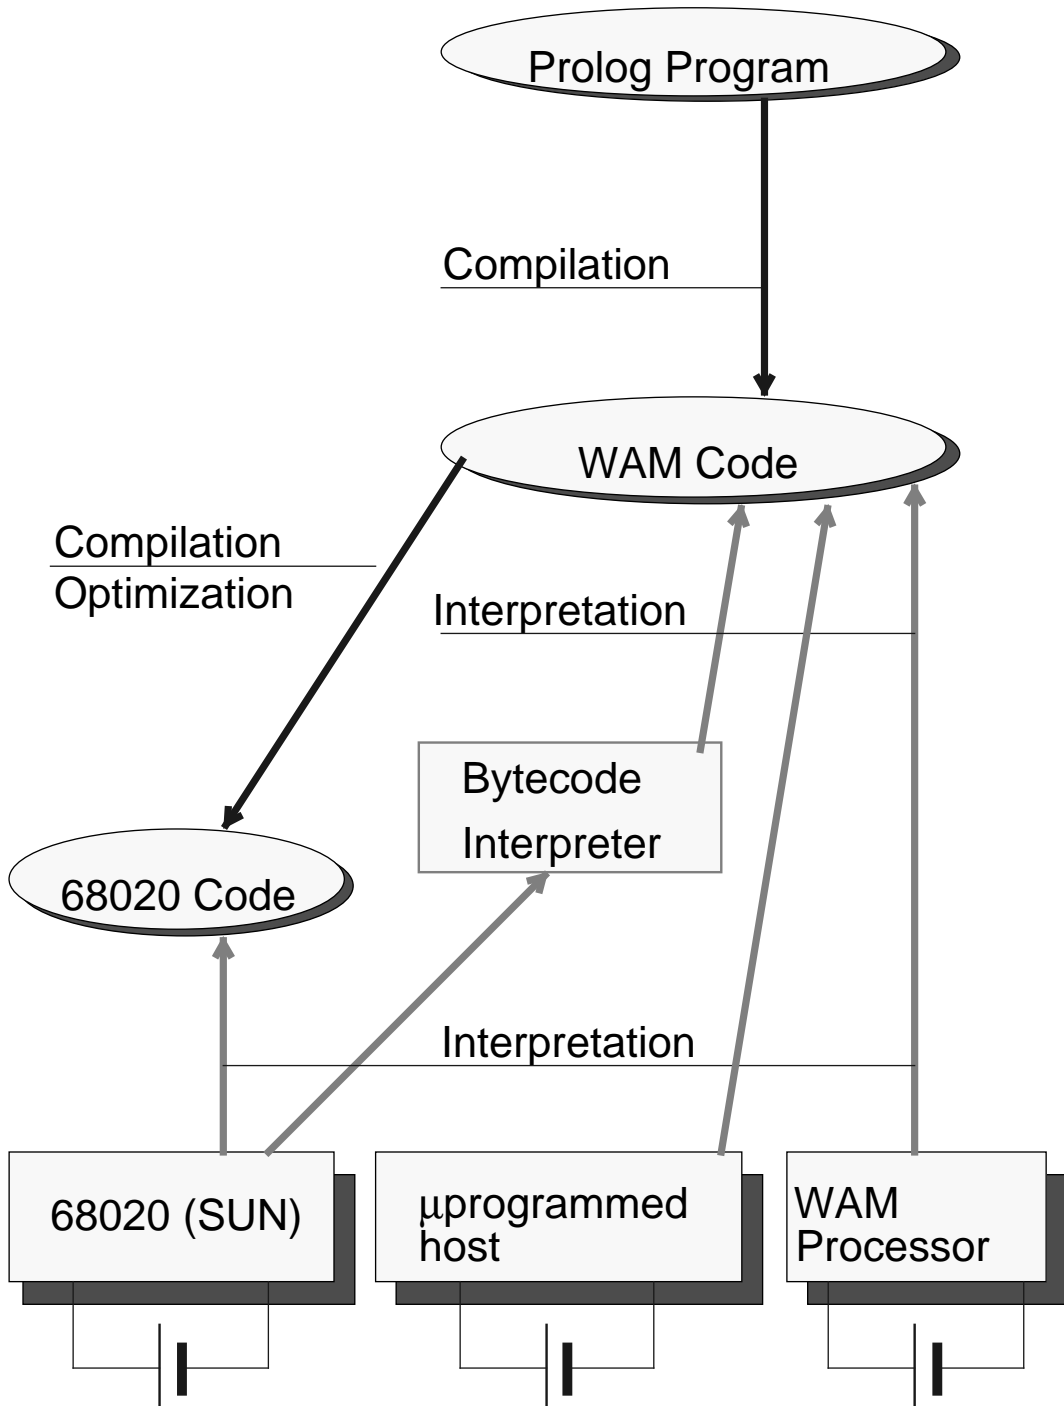 Prolog Program
Compilation
WAM Code
Compilation
Optimization
Interpretation
Bytecode
Interpreter
68020 Code
Interpretation
68020 (SUN)
μprogrammed
host
WAM
Processor